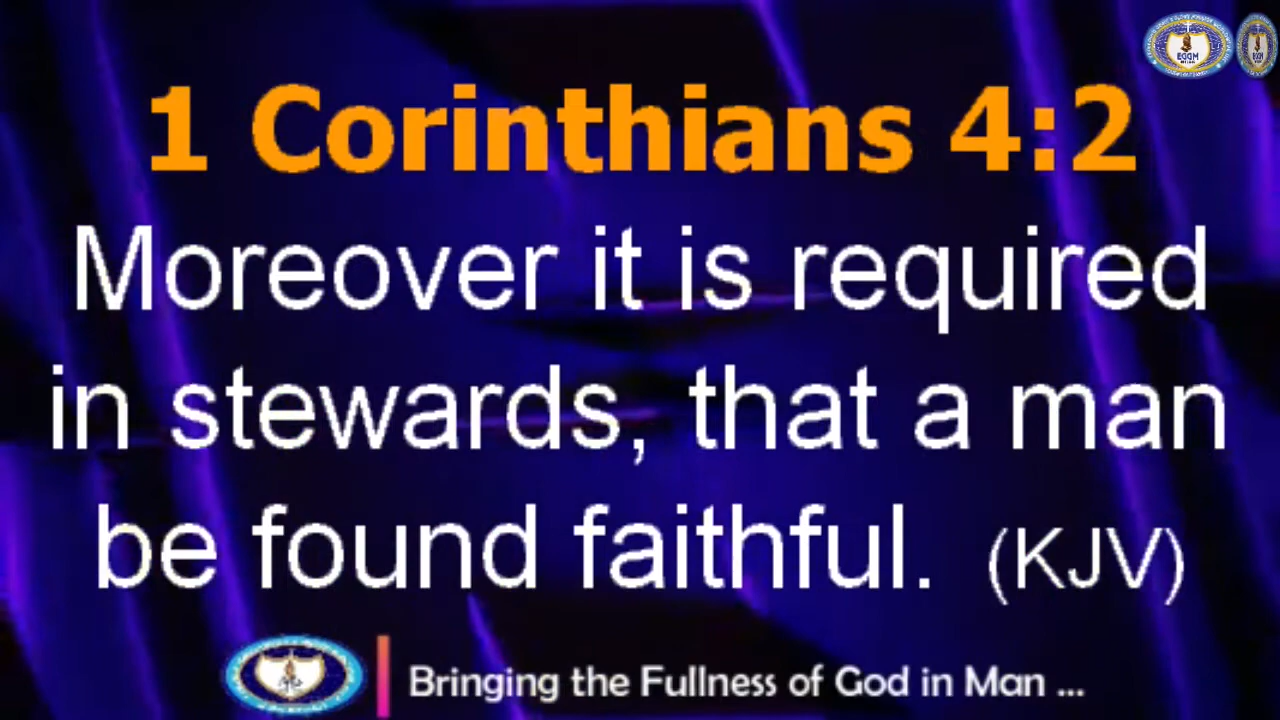 1 Corinthians 4:2
Moreover it is required
in stewards, that a man
be found faithful. (KJV)
Bringing the Fullness of God in Man ...